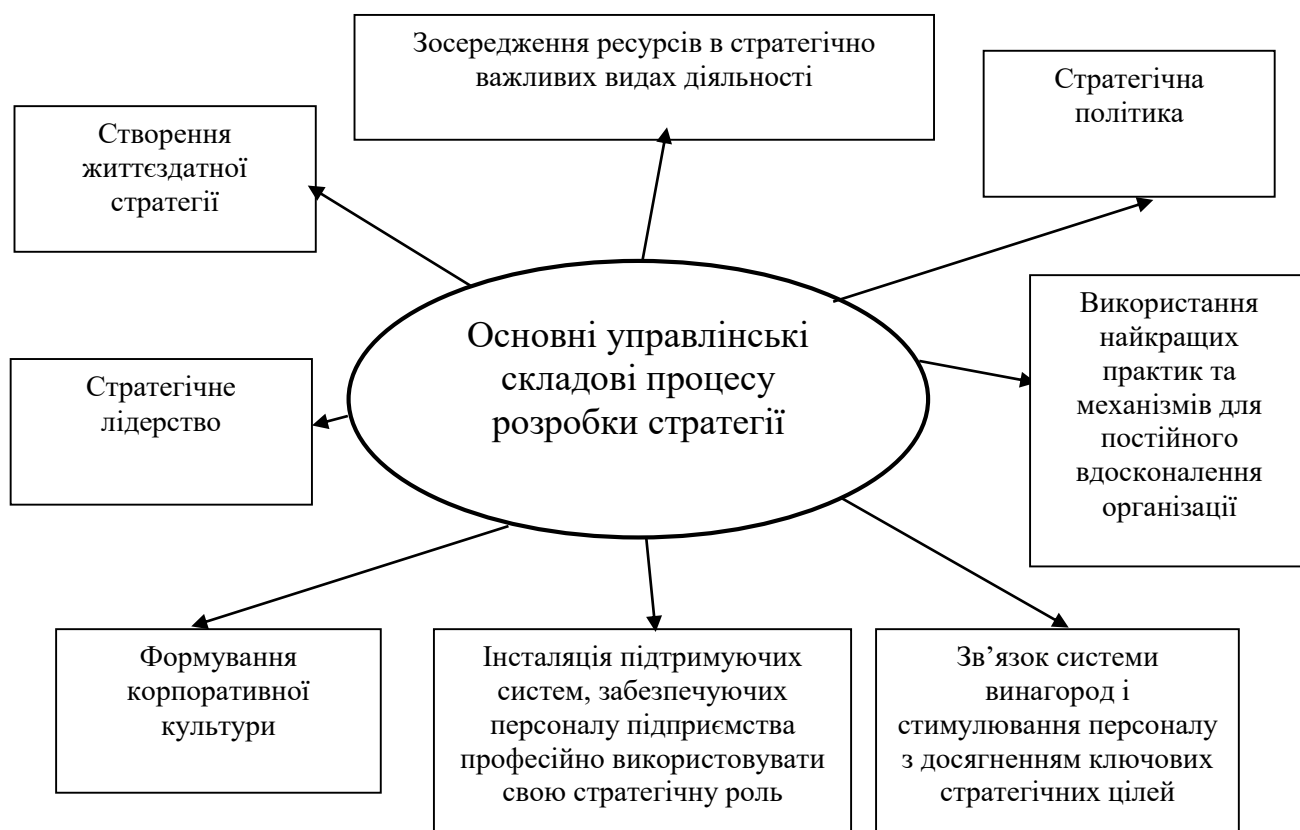 Зосередження ресурсів в стратегічно
важливих видах діяльності
Стратегічна
політика
Створення
життєздатної
стратегії
Основні управлінські
складові процесу
розробки стратегії
Використання
найкращих
практик та
механізмів для
постійного
вдосконалення
організації
Стратегічне
лідерство
Формування
корпоративної
культури
Інсталяція підтримуючих
систем, забезпечуючих
персоналу підприємства
професійно використовувати
свою стратегічну роль
Зв’язок системи
винагород і
стимулювання персоналу
з досягненням ключових
стратегічних цілей